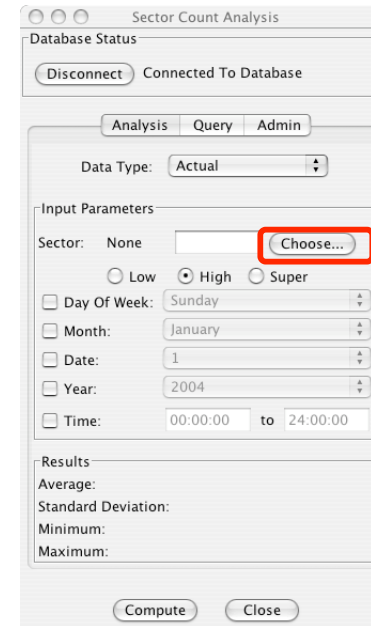 Sector Count Analysis
Database Status
Disconnect Connected To Database
Analysis Query Admin
Data Type: Actual
Input Parameters
Sector: None Choose...
Low High Super
Day Of Week: Sunday
Month: January
Date: 1
Year: 2004
Time: 00:00:00 to 24:00:00
Results
Average:
Standard Deviation:
Minimum:
Maximum:
Compute Close